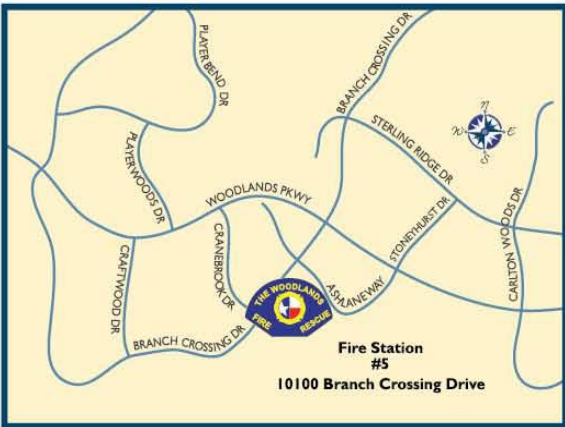 PLAYER BEND DR
BRANCH CROSSING DR
N
W E
S
STERLING RIDGE DR
PLAYERWOODS DR
WOODLANDS PKWY
STONEYHURST DR
CARLTON WOODS DR
CRANEBROOK DR
CRAFTWOOD DR
ASHLANEWAY
THE WOODLANDS
FIRE RESCUE
BRANCH CROSSING DR
Fire Station
#5
10100 Branch Crossing Drive